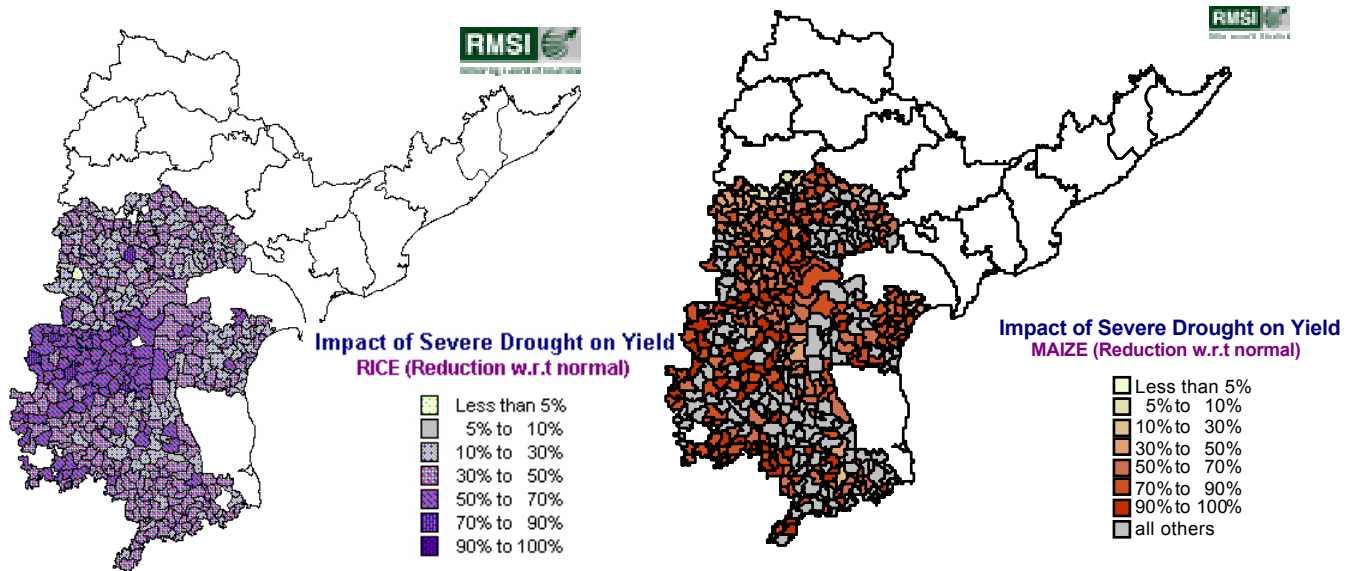 RMSI
Impact of Severe Drought on Yield
RICE (Reduction w.r.t normal)
Less than 5%
5% to 10%
10% to 30%
30% to 50%
50% to 70%
70% to 90%
90% to 100%
RMSI
Impact of Severe Drought on Yield
MAIZE (Reduction w.r.t normal)
Less than 5%
5% to 10%
10% to 30%
30% to 50%
50% to 70%
70% to 90%
90% to 100%
all others